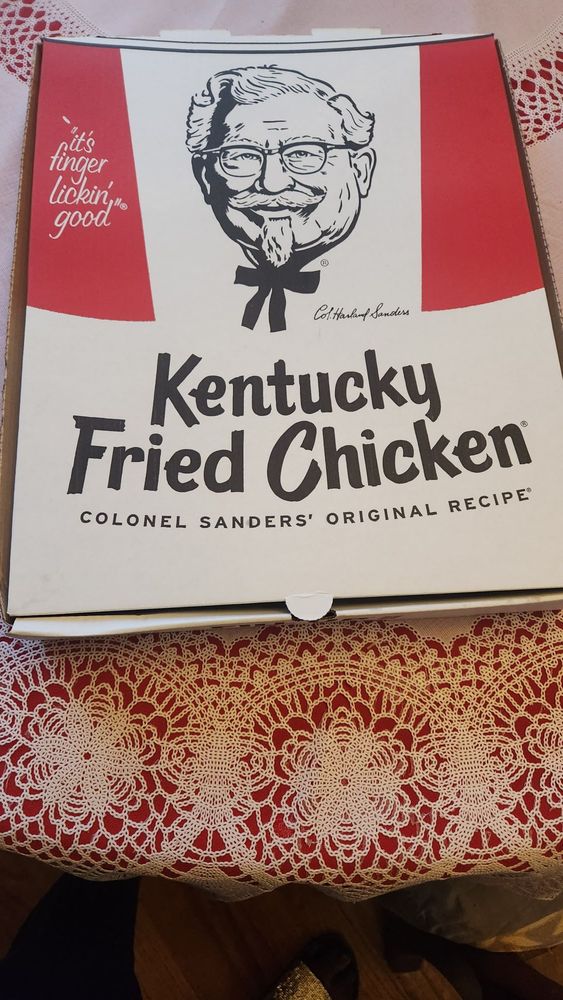 "it's
finger
lickin'
good"®
®
Col. Harland Sanders
Kentucky
Fried Chicken®
COLONEL SANDERS' ORIGINAL RECIPE®